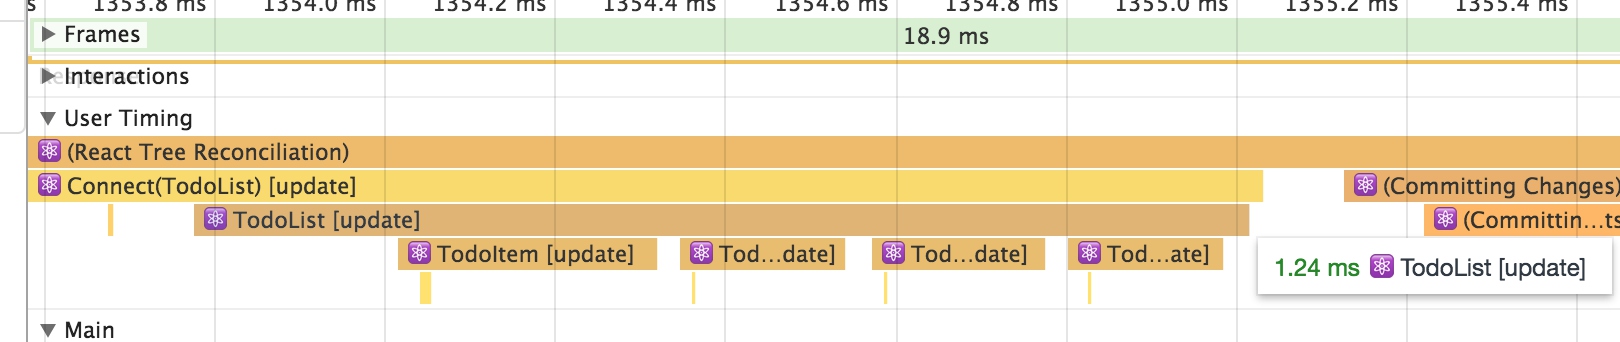 s 1353.8 ms 1354.0 ms 1354.2 ms 1354.4 ms 1354.6 ms 1354.8 ms 1355.0 ms 1355.2 ms 1355.4 ms
▶ Frames 18.9 ms
▶ Interactions
▼ User Timing
⚛ (React Tree Reconciliation)
⚛ Connect(TodoList) [update] ⚛ (Committing Changes)
⚛ TodoList [update] ⚛ (Committin...ts
⚛ TodoItem [update] ⚛ Tod...date] ⚛ Tod...date] ⚛ Tod...ate]
1.24 ms ⚛ TodoList [update]
▼ Main